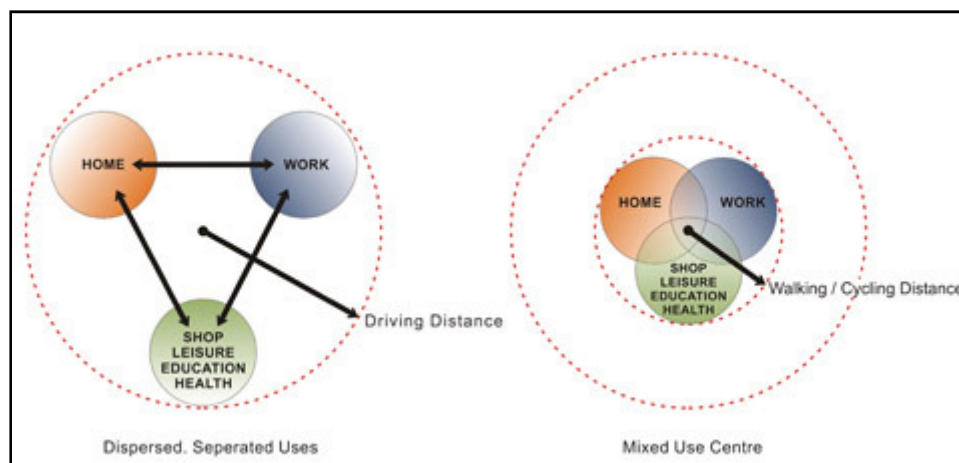 HOME
WORK
SHOP
LEISURE
EDUCATION
HEALTH
Driving Distance
Dispersed. Seperated Uses
HOME
WORK
SHOP
LEISURE
EDUCATION
HEALTH
Walking / Cycling Distance
Mixed Use Centre